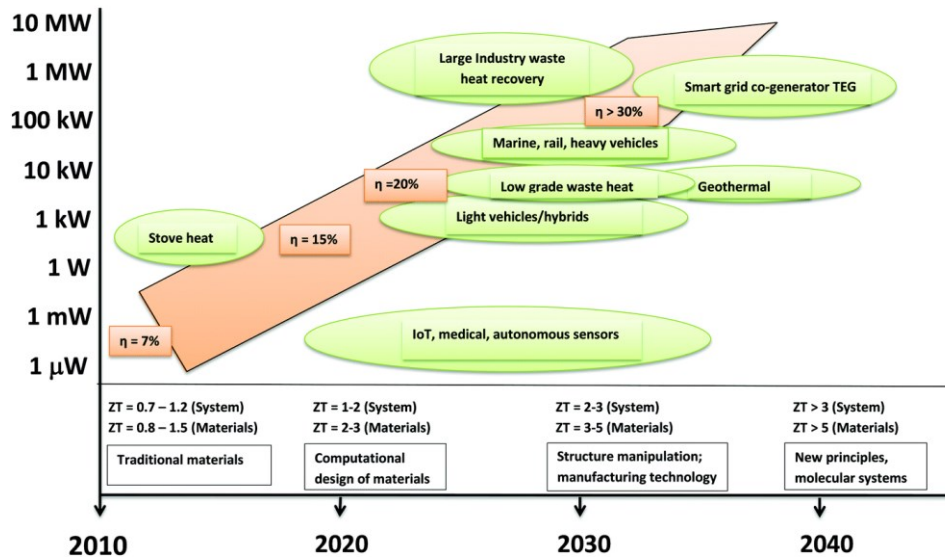 10 MW
1 MW
100 kW
10 kW
1 kW
1 W
1 mW
1 μW
Large Industry waste
heat recovery
Smart grid co-generator TEG
η > 30%
Marine, rail, heavy vehicles
η =20%
Low grade waste heat
Geothermal
Light vehicles/hybrids
Stove heat
η = 15%
η = 7%
IoT, medical, autonomous sensors
ZT = 0.7 – 1.2 (System)
ZT = 0.8 – 1.5 (Materials)
Traditional materials
ZT = 1-2 (System)
ZT = 2-3 (Materials)
Computational
design of materials
ZT = 2-3 (System)
ZT = 3-5 (Materials)
Structure manipulation;
manufacturing technology
ZT > 3 (System)
ZT > 5 (Materials)
New principles,
molecular systems
2010
2020
2030
2040